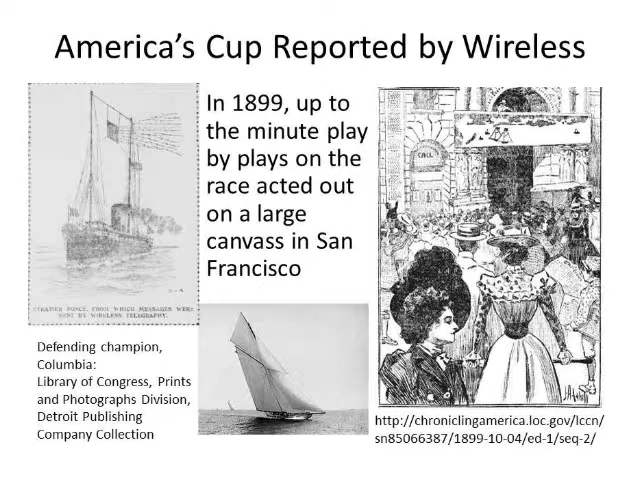 America's Cup Reported by Wireless
In 1899, up to
the minute play
by plays on the
race acted out
on a large
canvass in San
Francisco
STEAMER PONCE, FROM WHICH MESSAGES WERE
SENT BY WIRELESS TELEGRAPHY.
CALL
Defending champion,
Columbia:
Library of Congress, Prints
and Photographs Division,
Detroit Publishing
Company Collection
http://chroniclingamerica.loc.gov/lccn/
sn85066387/1899-10-04/ed-1/seq-2/